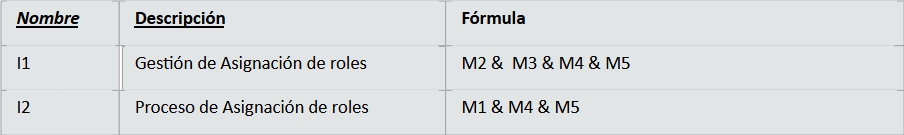 Nombre Descripción Fórmula
I1 Gestión de Asignación de roles M2 & M3 & M4 & M5
I2 Proceso de Asignación de roles M1 & M4 & M5